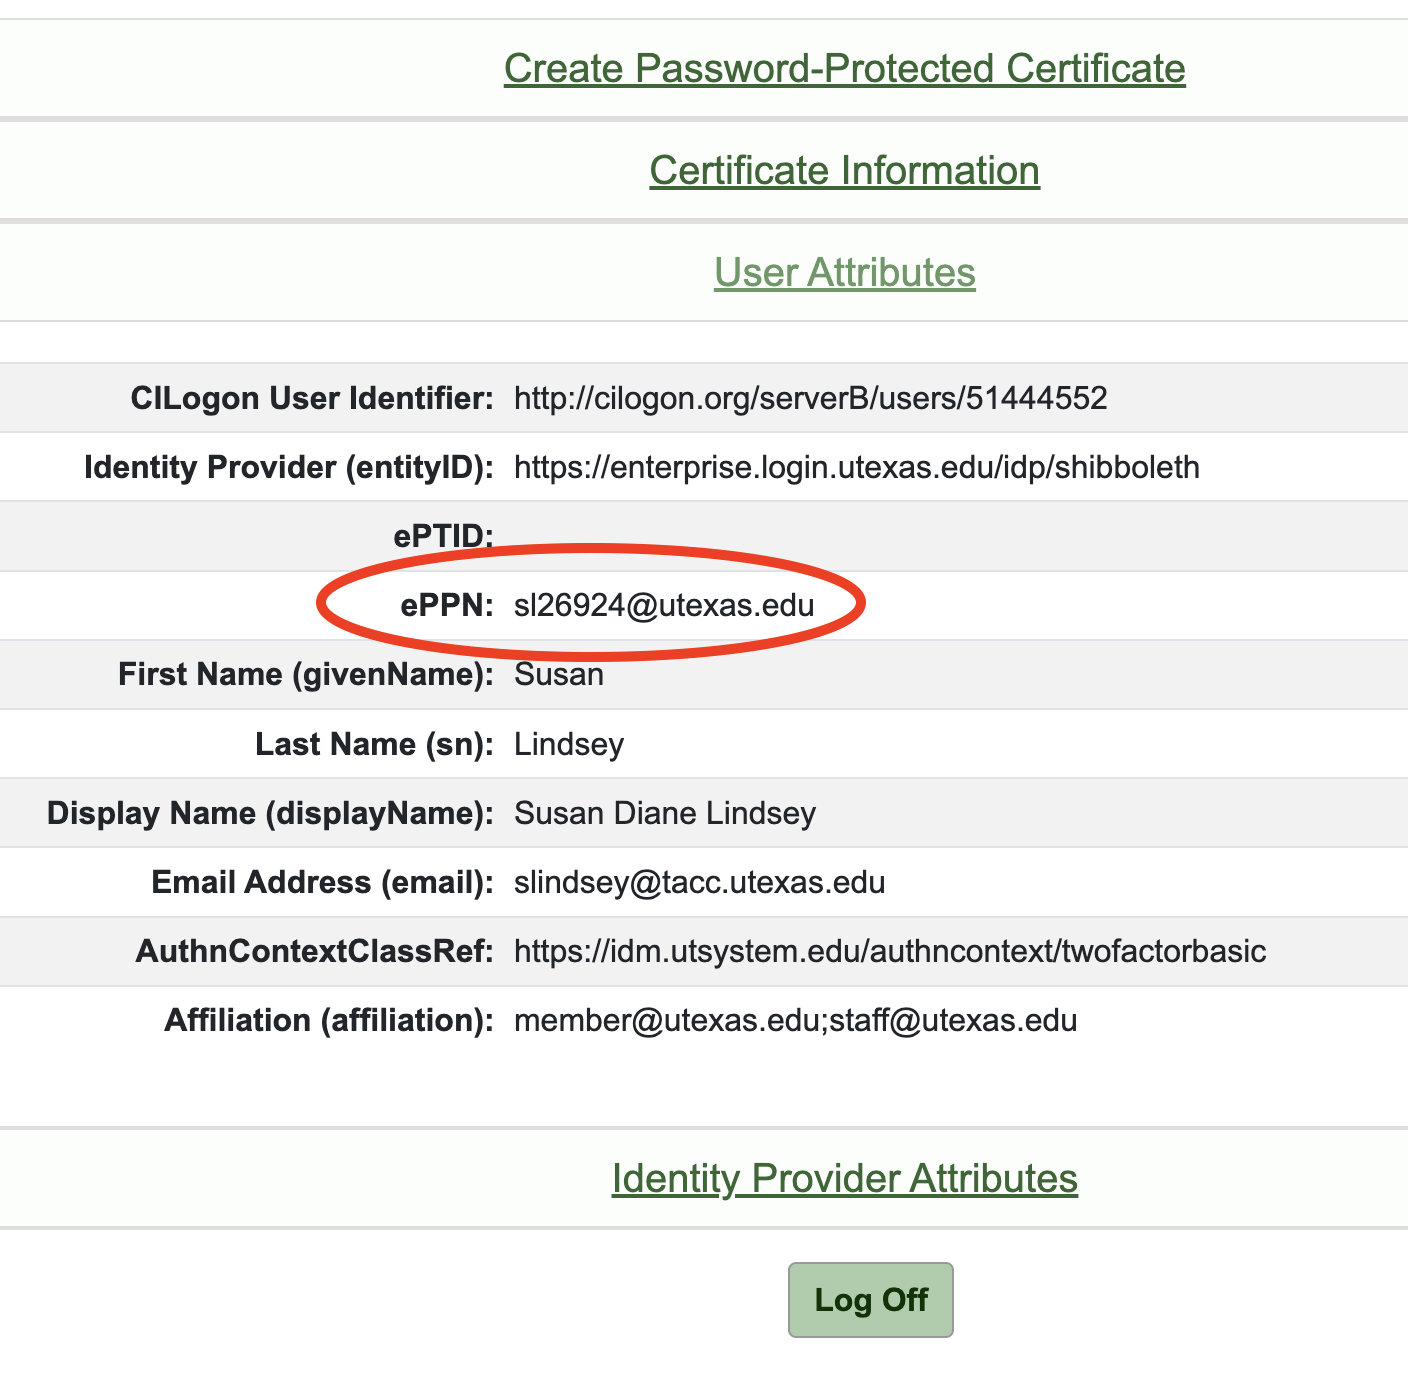 Create Password-Protected Certificate
Certificate Information
User Attributes
CILogon User Identifier: http://cilogon.org/serverB/users/51444552
Identity Provider (entityID): https://enterprise.login.utexas.edu/idp/shibboleth
ePTID:
ePPN: sl26924@utexas.edu
First Name (givenName): Susan
Last Name (sn): Lindsey
Display Name (displayName): Susan Diane Lindsey
Email Address (email): slindsey@tacc.utexas.edu
AuthnContextClassRef: https://idm.utsystem.edu/authncontext/twofactorbasic
Affiliation (affiliation): member@utexas.edu;staff@utexas.edu
Identity Provider Attributes
Log Off